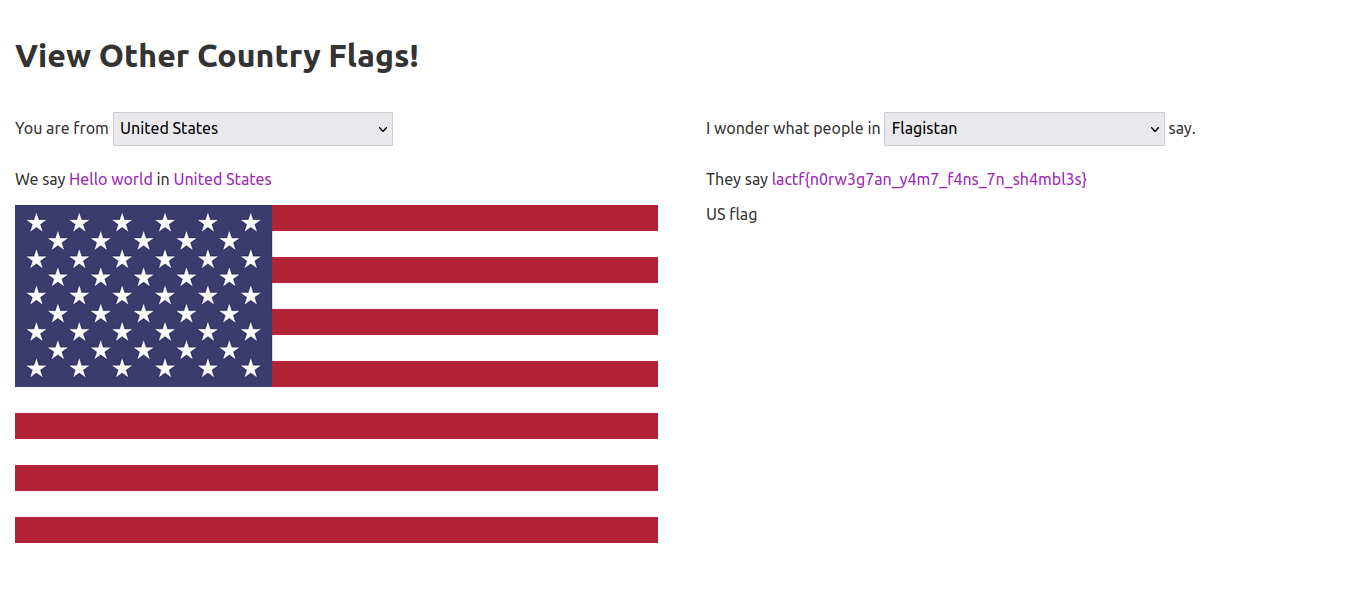 View Other Country Flags!
You are from United States
We say Hello world in United States
I wonder what people in Flagistan say.
They say lactf{n0rw3g7an_y4m7_f4ns_7n_sh4mbl3s}
US flag